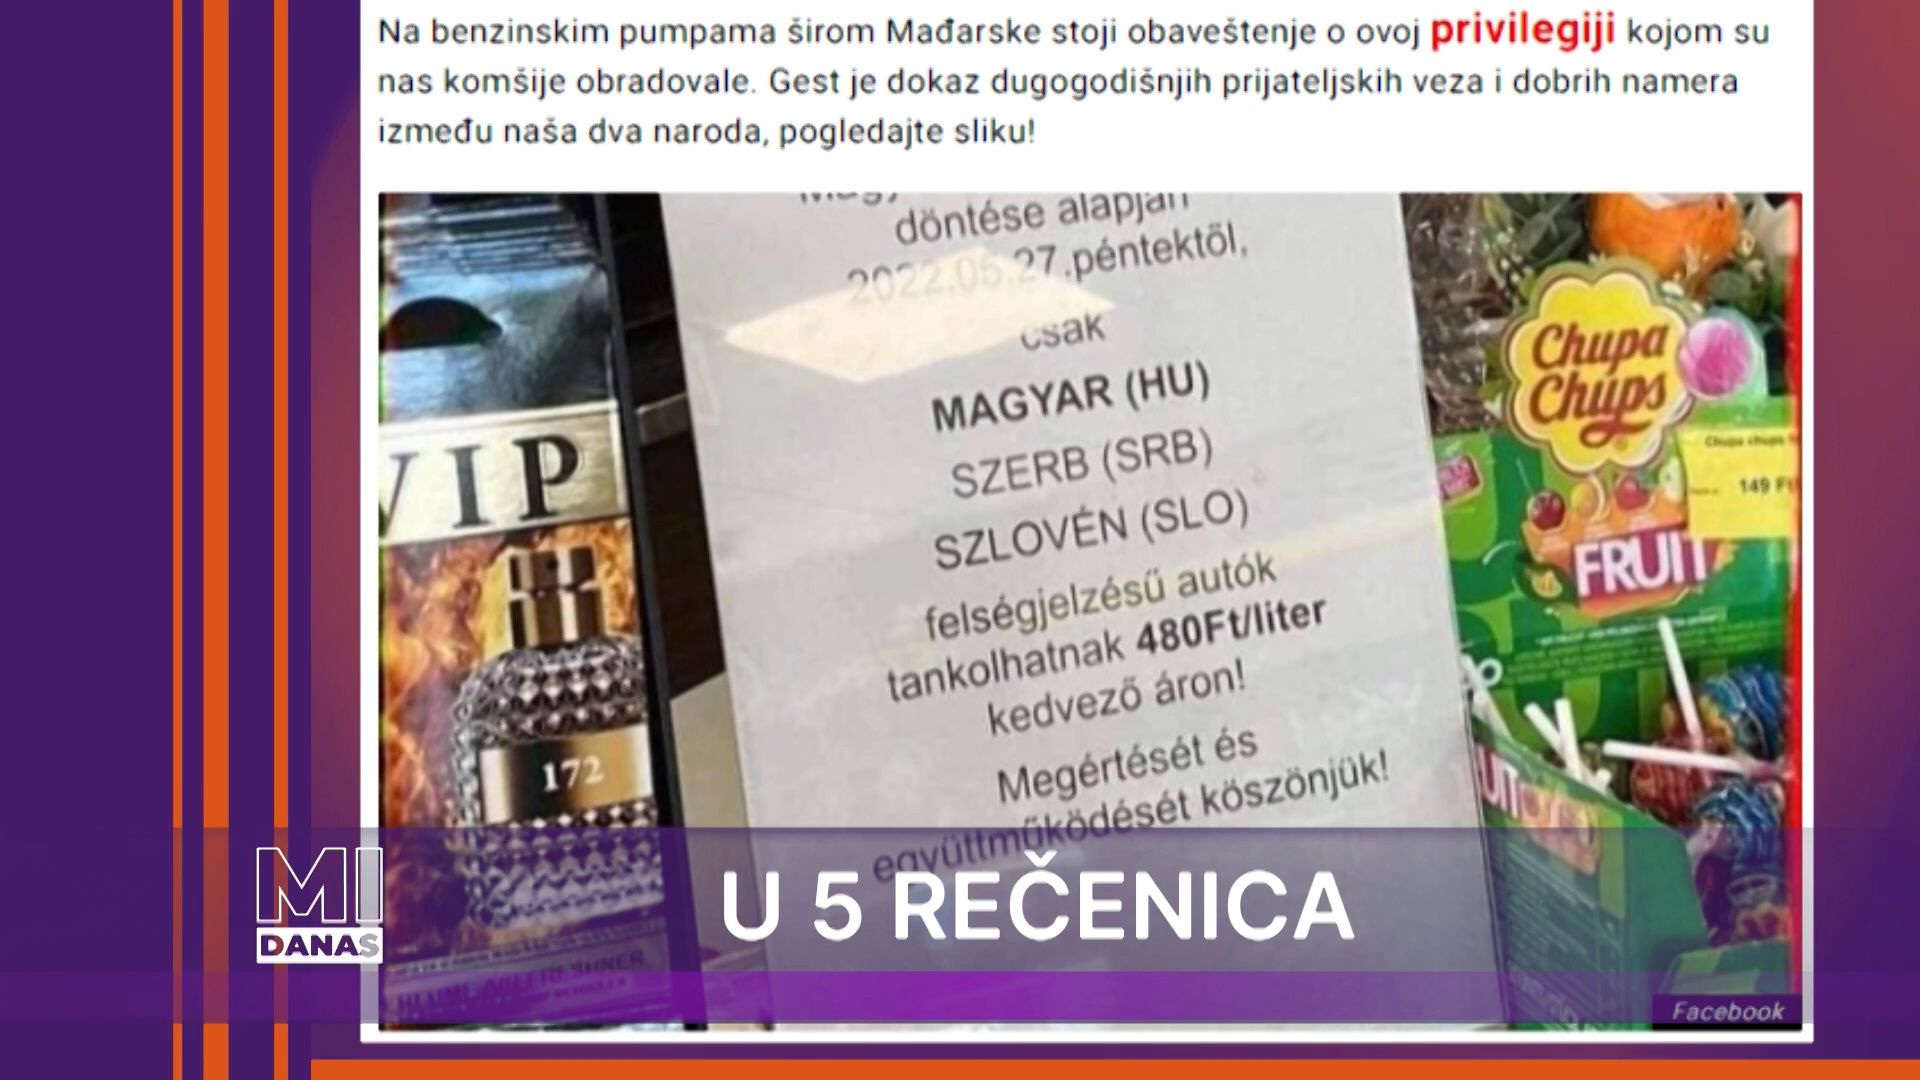 Na benzinskim pumpama širom Mađarske stoji obaveštenje o ovoj privilegiji kojom su
nas komšije obradovale. Gest je dokaz dugogodišnjih prijateljskih veza i dobrih namera
između naša dva naroda, pogledajte sliku!
döntése alapján
2022.05.27.péntektől,
csak
MAGYAR (HU)
SZERB (SRB)
SZLOVÉN (SLO)
felségjelzésű autók
tankolhatnak 480Ft/liter
kedvező áron!
Megértését és
együttműködését köszönjük!
VIP
172
Chupa
Chups
149 Ft
FRUIT
MI
DANAS
U 5 REČENICA
Facebook